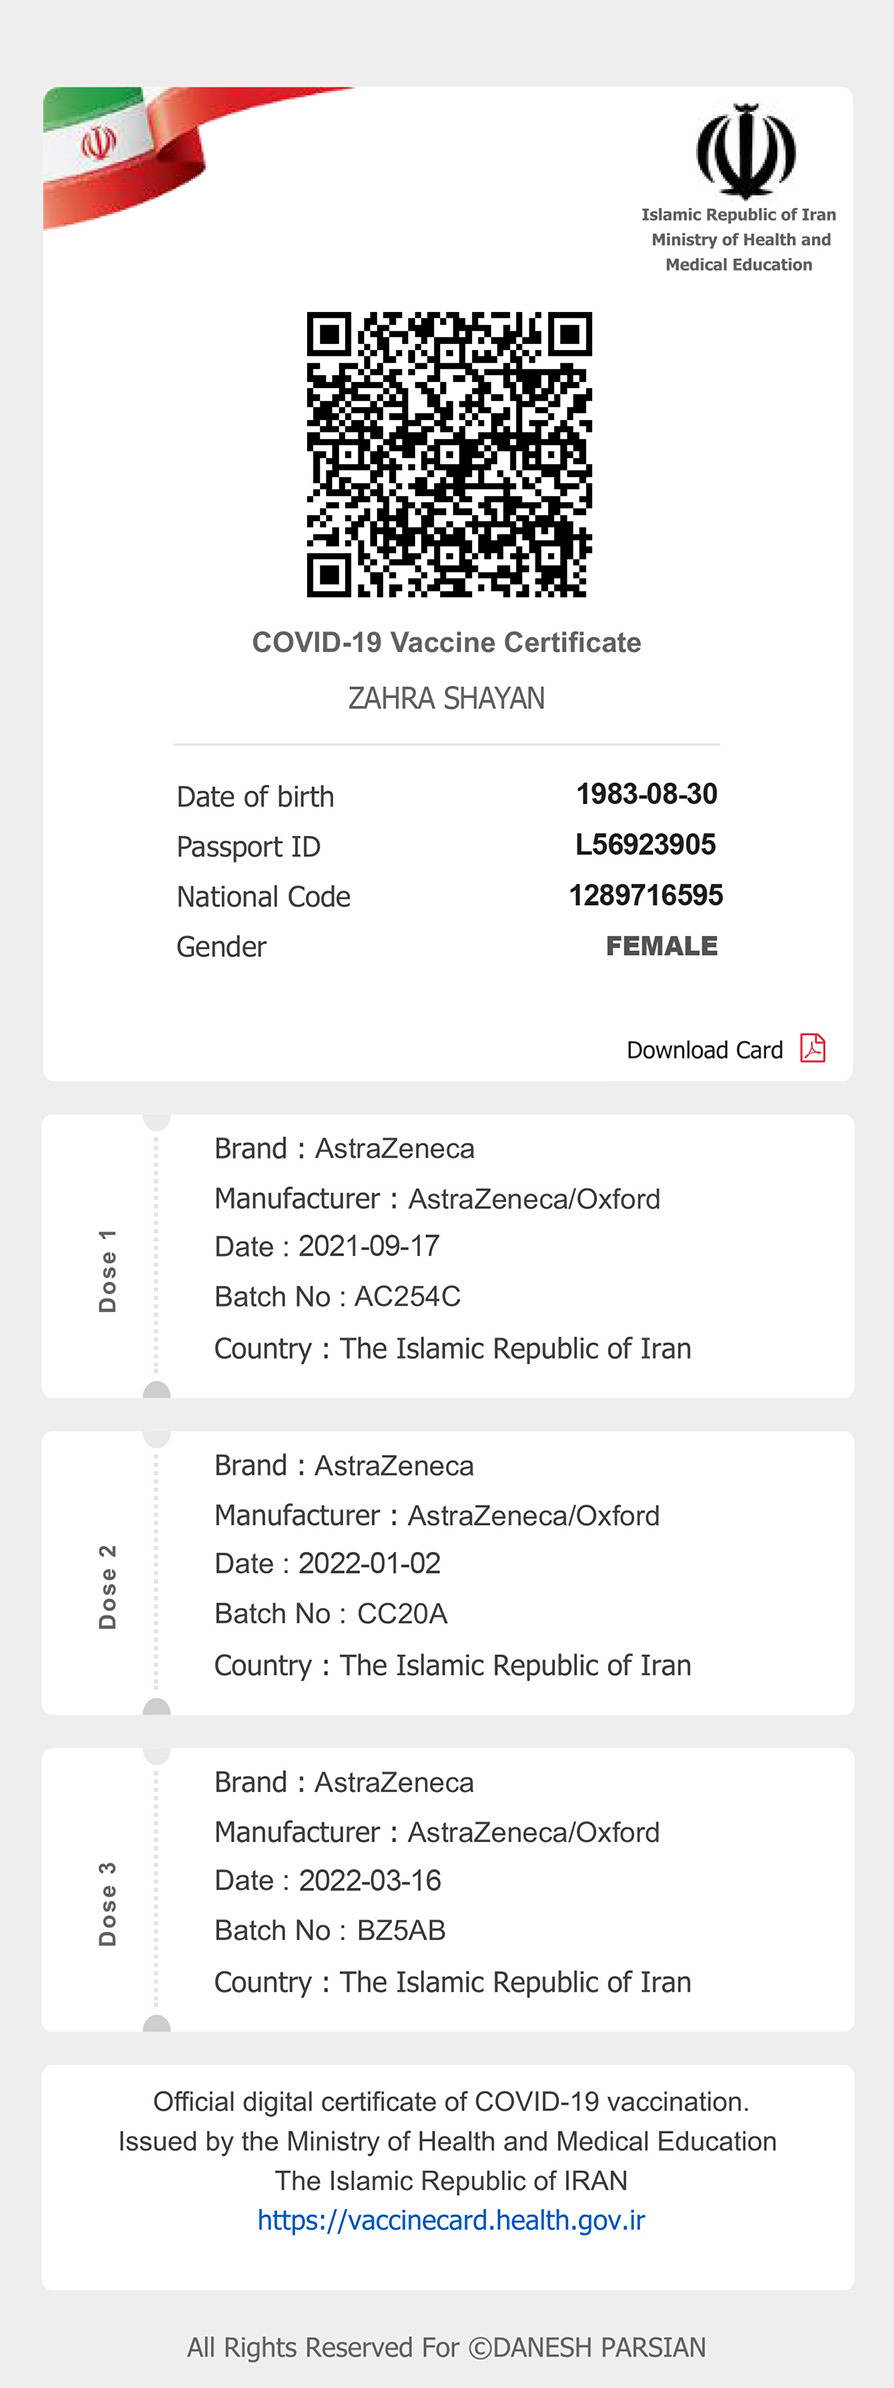 Islamic Republic of Iran
Ministry of Health and
Medical Education
COVID-19 Vaccine Certificate
ZAHRA SHAYAN
Date of birth 1983-08-30
Passport ID L56923905
National Code 1289716595
Gender FEMALE
Download Card
Dose 1
Brand : AstraZeneca
Manufacturer : AstraZeneca/Oxford
Date : 2021-09-17
Batch No : AC254C
Country : The Islamic Republic of Iran
Dose 2
Brand : AstraZeneca
Manufacturer : AstraZeneca/Oxford
Date : 2022-01-02
Batch No : CC20A
Country : The Islamic Republic of Iran
Dose 3
Brand : AstraZeneca
Manufacturer : AstraZeneca/Oxford
Date : 2022-03-16
Batch No : BZ5AB
Country : The Islamic Republic of Iran
Official digital certificate of COVID-19 vaccination.
Issued by the Ministry of Health and Medical Education
The Islamic Republic of IRAN
https://vaccinecard.health.gov.ir
All Rights Reserved For ©DANESH PARSIAN